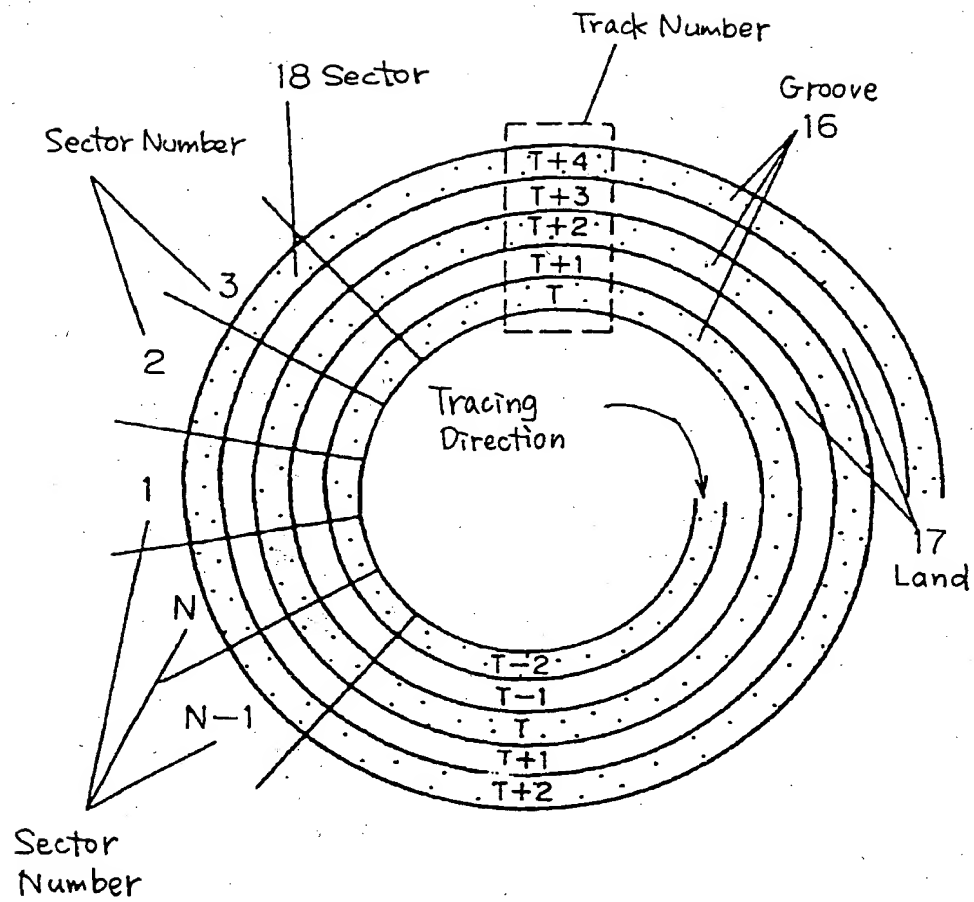 Track Number
18 Sector
Groove
16
Sector Number
T+4
T+3
T+2
T+1
T
3
2
Tracing
Direction
1
17
Land
N
N-1
T-2
T-1
T
T+1
T+2
Sector
Number